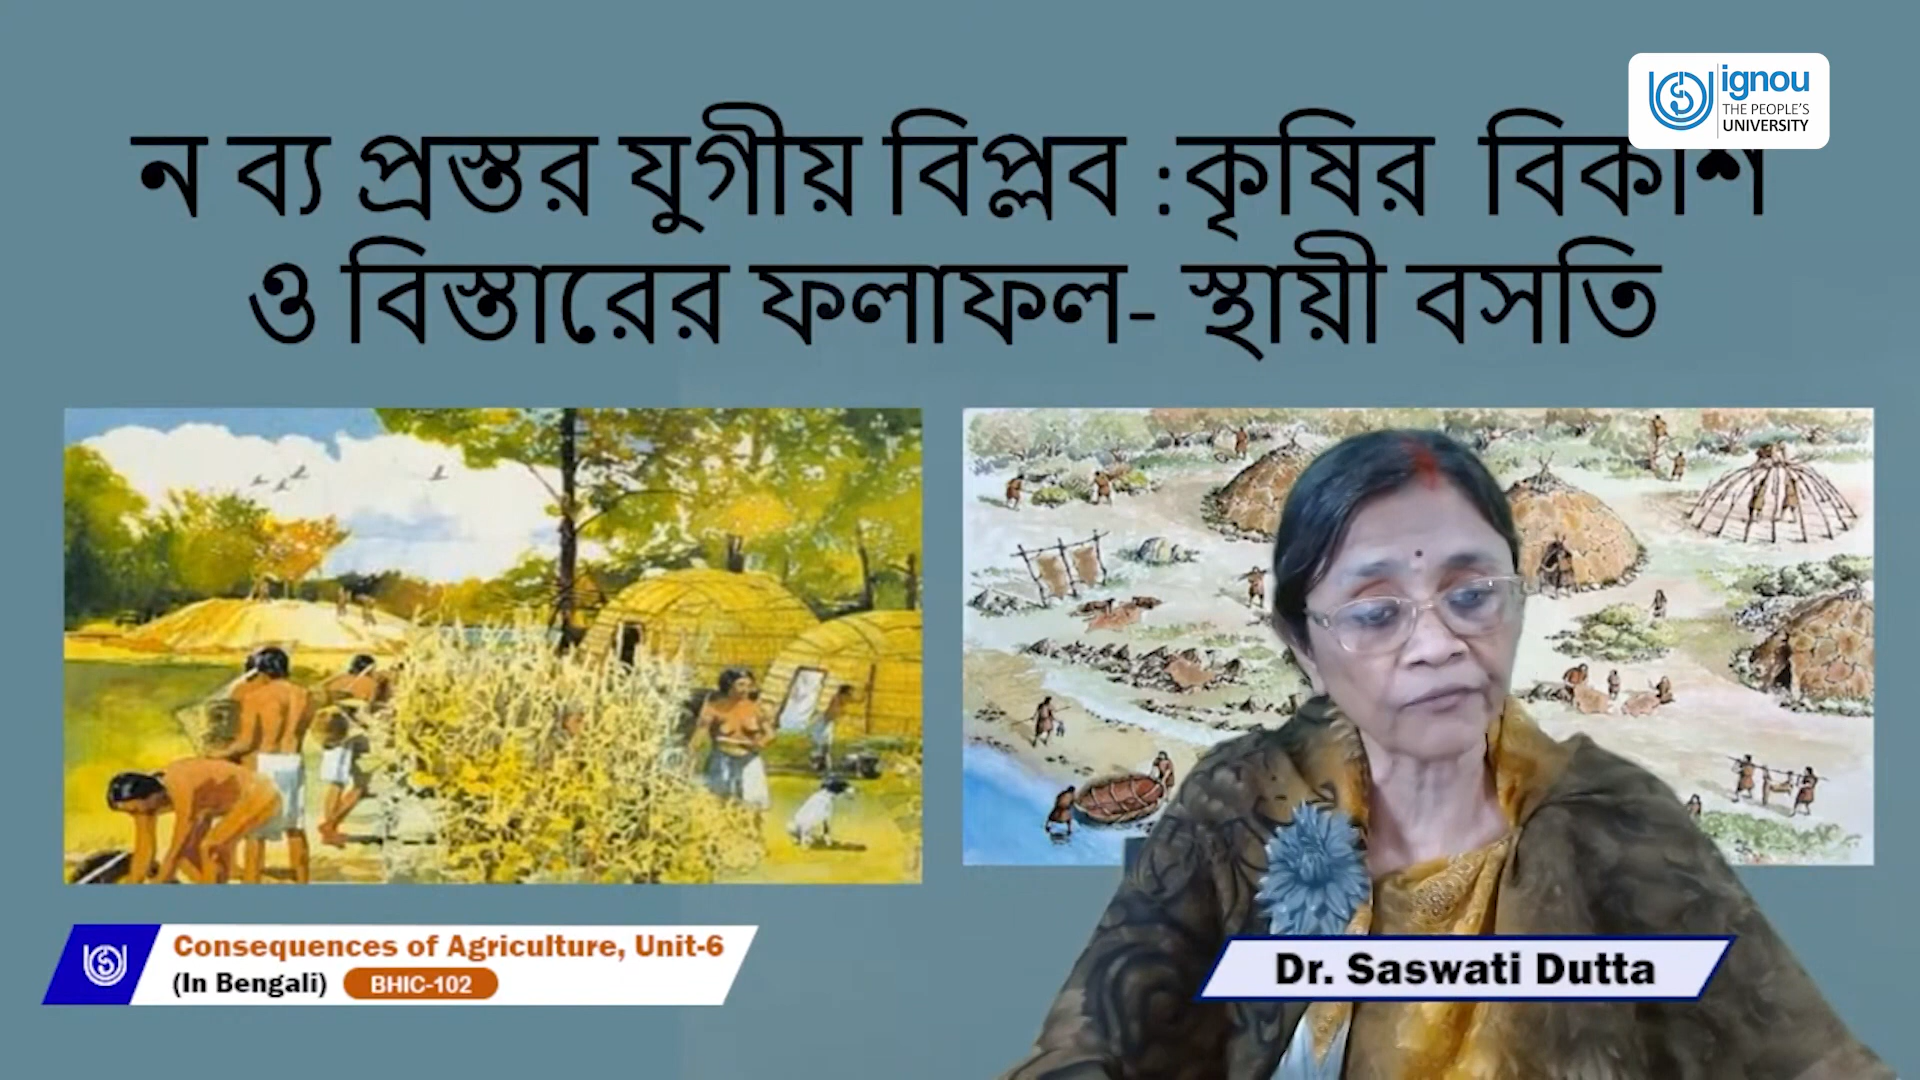 ignou
THE PEOPLE'S
UNIVERSITY
ন ব্য প্রস্তর যুগীয় বিপ্লব :কৃষির বিকাশ
ও বিস্তারের ফলাফল- স্থায়ী বসতি
Consequences of Agriculture, Unit-6
(In Bengali) BHIC-102
Dr. Saswati Dutta